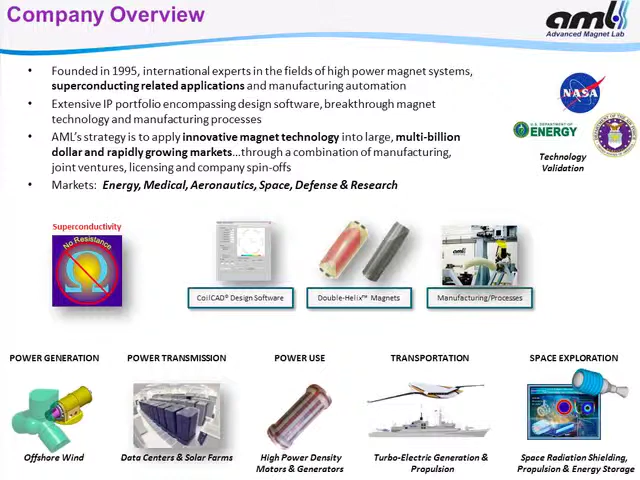 Company Overview
aml
Advanced Magnet Lab
• Founded in 1995, international experts in the fields of high power magnet systems,
superconducting related applications and manufacturing automation
• Extensive IP portfolio encompassing design software, breakthrough magnet
technology and manufacturing processes
• AML's strategy is to apply innovative magnet technology into large, multi-billion
dollar and rapidly growing markets…through a combination of manufacturing,
joint ventures, licensing and company spin-offs
• Markets: Energy, Medical, Aeronautics, Space, Defense & Research
NASA
U.S. DEPARTMENT OF
ENERGY
Technology
Validation
Superconductivity
No Resistance
Ω
CoilCAD® Design Software
Double-Helix™ Magnets
Manufacturing/Processes
POWER GENERATION
POWER TRANSMISSION
POWER USE
TRANSPORTATION
SPACE EXPLORATION
Offshore Wind
Data Centers & Solar Farms
High Power Density
Motors & Generators
Turbo-Electric Generation &
Propulsion
Space Radiation Shielding,
Propulsion & Energy Storage